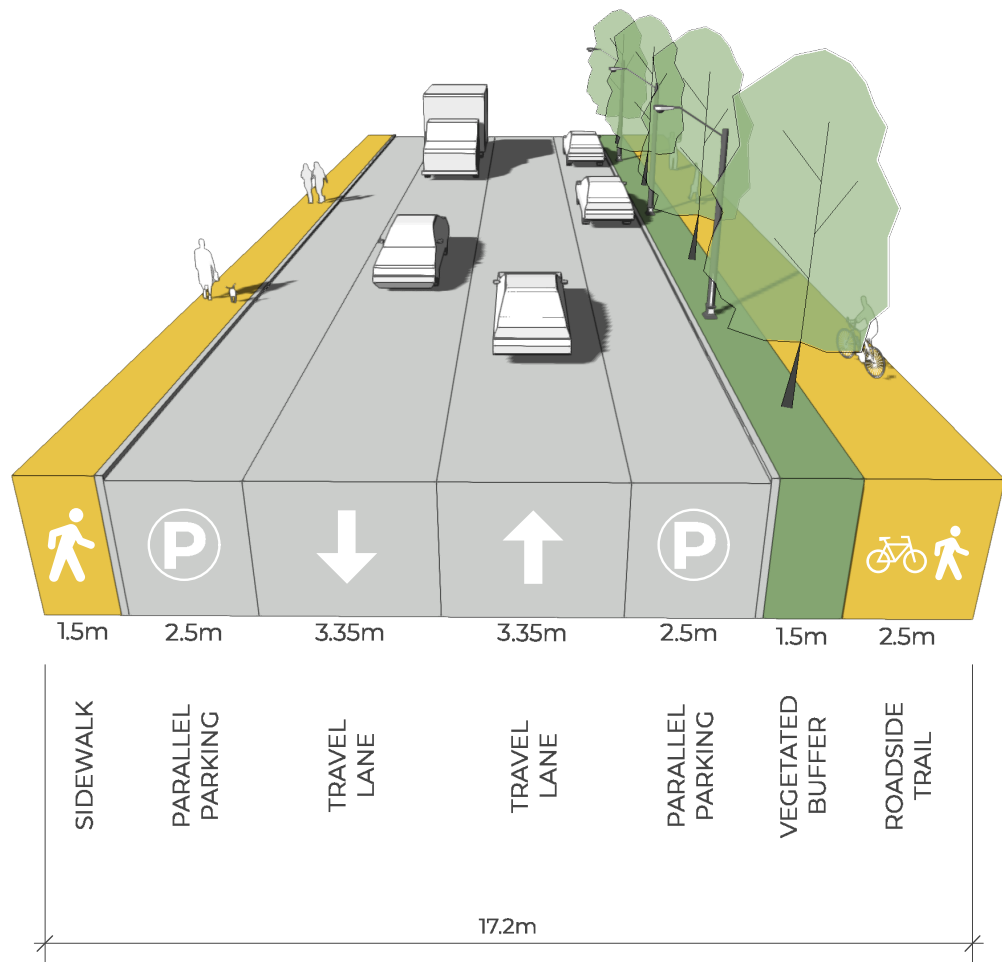 P
P
1.5m
2.5m
3.35m
3.35m
2.5m
1.5m
2.5m
SIDEWALK
PARALLEL
PARKING
TRAVEL
LANE
TRAVEL
LANE
PARALLEL
PARKING
VEGETATED
BUFFER
ROADSIDE
TRAIL
17.2m